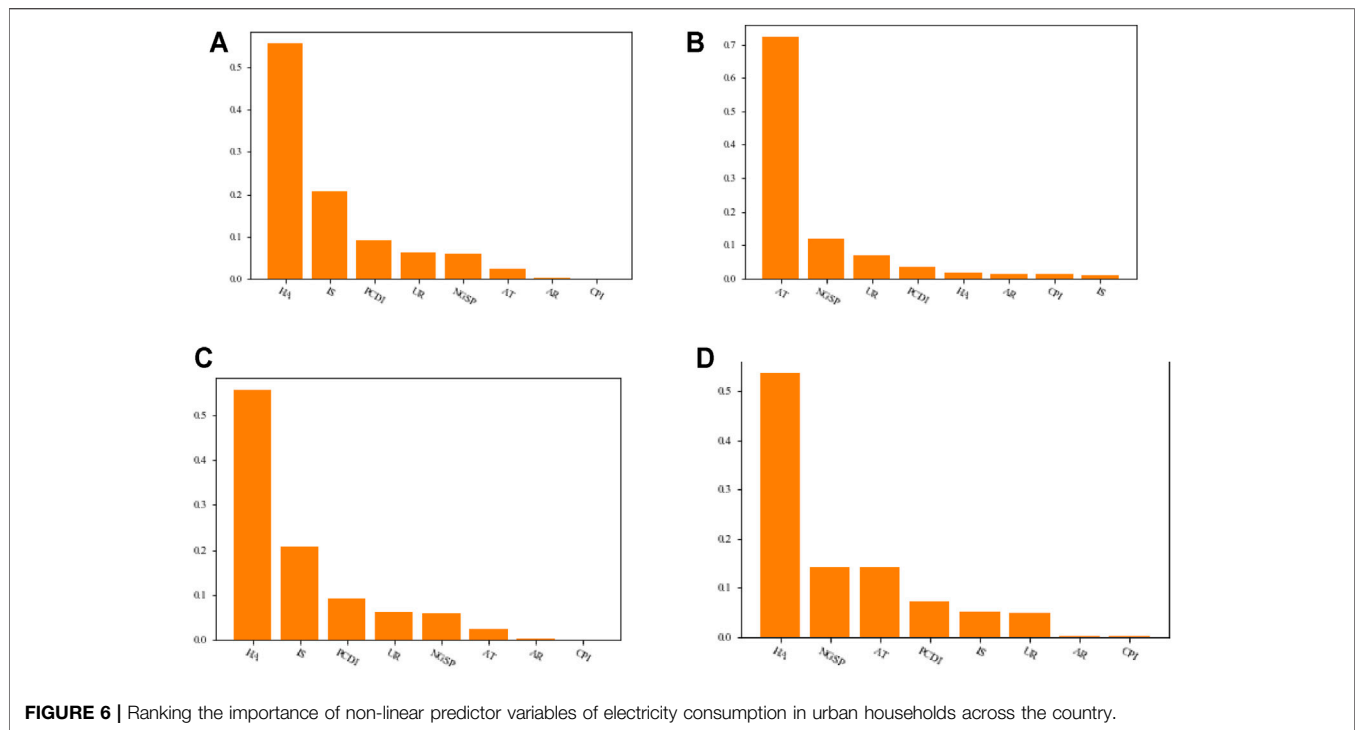 A
0.5
0.4
0.3
0.2
0.1
0.0
HA IS PCDI UR NGSP AT AR CPI
B
0.7
0.6
0.5
0.4
0.3
0.2
0.1
0.0
AT NGSP UR PCDI HA AR CPI IS
C
0.5
0.4
0.3
0.2
0.1
0.0
HA IS PCDI UR NGSP AT AR CPI
D
0.5
0.4
0.3
0.2
0.1
0.0
HA NGSP AT PCDI IS UR AR CPI
FIGURE 6 | Ranking the importance of non-linear predictor variables of electricity consumption in urban households across the country.